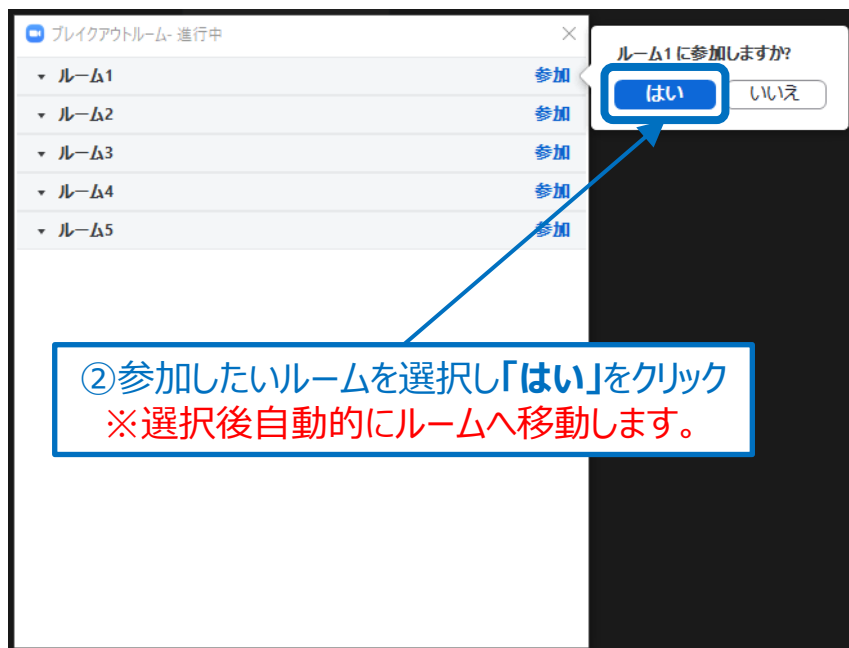 ブレイクアウトルーム- 進行中
ルーム1に参加しますか?
はい いいえ
ルーム1 参加
ルーム2 参加
ルーム3 参加
ルーム4 参加
ルーム5 参加
②参加したいルームを選択し「はい」をクリック
※選択後自動的にルームへ移動します。